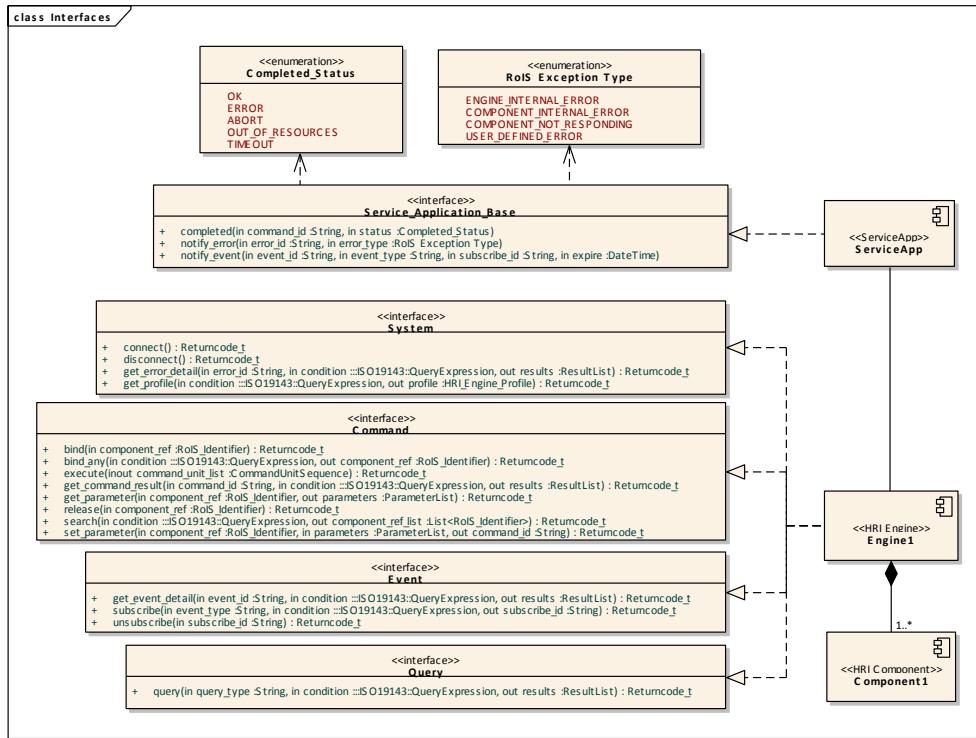 class Interfaces
<<enumeration>>
Completed_Status
OK
ERROR
ABORT
OUT_OF_RESOURCES
TIMEOUT
<<enumeration>>
RoIS Exception Type
ENGINE_INTERNAL_ERROR
COMPONENT_INTERNAL_ERROR
COMPONENT_NOT_RESPONDING
USER_DEFINED_ERROR
<<interface>>
Service_Application_Base
+ completed(in command_id :String, in status :Completed_Status)
+ notify_error(in error_id :String, in error_type :RoIS Exception Type)
+ notify_event(in event_id :String, in event_type :String, in subscribe_id :String, in expire :DateTime)
<<ServiceApp>>
ServiceApp
<<interface>>
System
+ connect() : Returncode_t
+ disconnect() : Returncode_t
+ get_error_detail(in error_id :String, in condition :::ISO19143::QueryExpression, out results :ResultList) : Returncode_t
+ get_profile(in condition :::ISO19143::QueryExpression, out profile :HRI_Engine_Profile) : Returncode_t
<<interface>>
Command
+ bind(in component_ref :RoIS_Identifier) : Returncode_t
+ bind_any(in condition :::ISO19143::QueryExpression, out component_ref :RoIS_Identifier) : Returncode_t
+ execute(inout command_unit_list :CommandUnitSequence) : Returncode_t
+ get_command_result(in command_id :String, in condition :::ISO19143::QueryExpression, out results :ResultList) : Returncode_t
+ get_parameter(in component_ref :RoIS_Identifier, out parameters :ParameterList) : Returncode_t
+ release(in component_ref :RoIS_Identifier) : Returncode_t
+ search(in condition :::ISO19143::QueryExpression, out component_ref_list :List<RoIS_Identifier>) : Returncode_t
+ set_parameter(in component_ref :RoIS_Identifier, in parameters :ParameterList, out command_id :String) : Returncode_t
<<HRI Eneine>>
Engine1
<<interface>>
Event
+ get_event_detail(in event_id :String, in condition :::ISO19143::QueryExpression, out results :ResultList) : Returncode_t
+ subscribe(in event_type :String, in condition :::ISO19143::QueryExpression, out subscribe_id :String) : Returncode_t
+ unsubscribe(in subscribe_id :String) : Returncode_t
1..*
<<HRI Component>>
Component1
<<interface>>
Query
+ query(in query_type :String, in condition :::ISO19143::QueryExpression, out results :ResultList) : Returncode_t